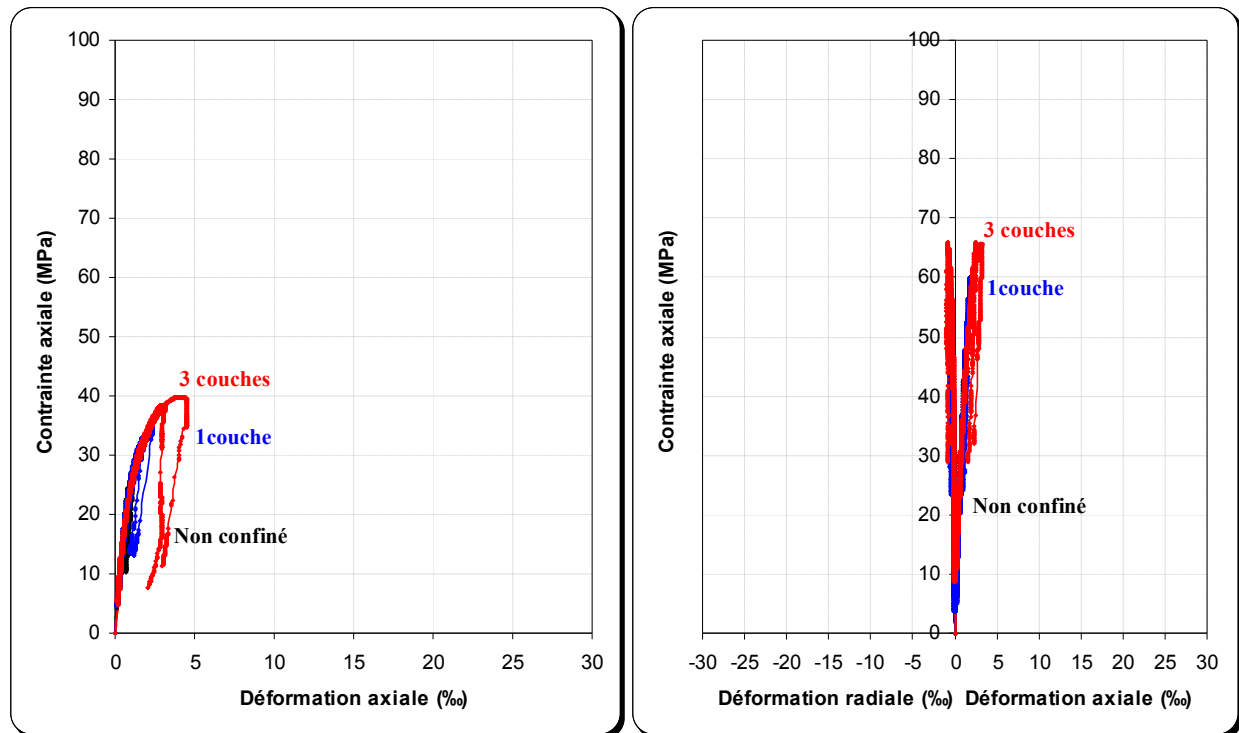 100
90
80
70
60
50
40
30
20
10
0
Contrainte axiale (MPa)
3 couches
1couche
Non confiné
0 5 10 15 20 25 30
Déformation axiale (‰)
100
90
80
70
60
50
40
30
20
10
0
Contrainte axiale (MPa)
3 couches
1couche
Non confiné
-30 -25 -20 -15 -10 -5 0 5 10 15 20 25 30
Déformation radiale (‰) Déformation axiale (‰)